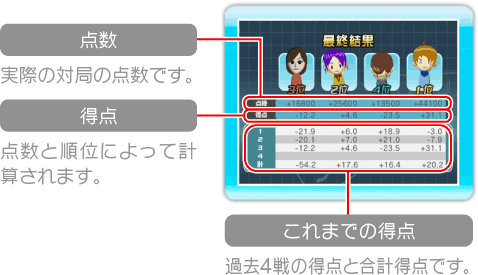 点数
実際の対局の点数です。
得点
点数と順位によって計
算されます。
最終結果
3位 2位 4位 1位
点棒 +16800 +25600 +13500 +44100
得点 -12.2 +4.6 -23.5 +31.1
1 -21.9 +6.0 +18.9 -3.0
2 -20.1 +7.0 +21.0 -7.9
3 -12.2 +4.6 -23.5 +31.1
4
計 -54.2 +17.6 +16.4 +20.2
これまでの得点
過去4戦の得点と合計得点です。